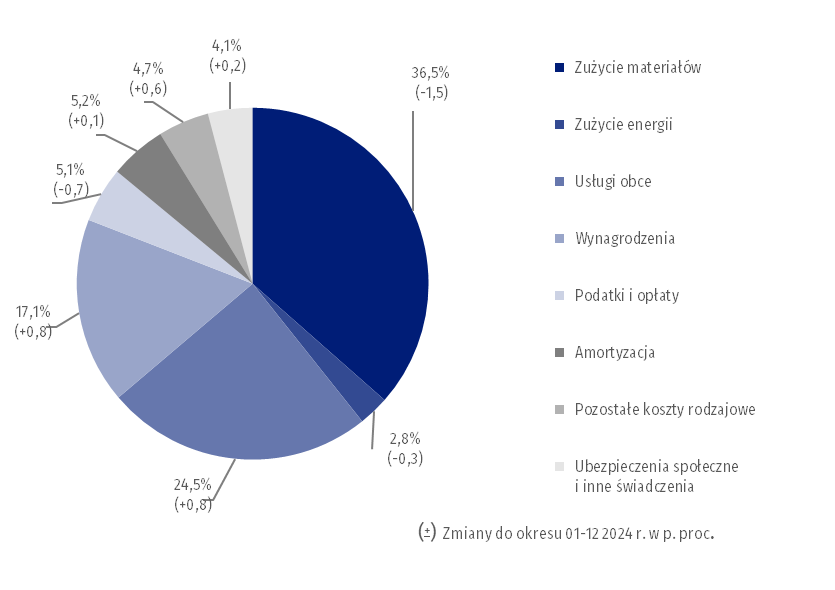 4,1%
(+0,2)
36,5%
(-1,5)
4,7%
(+0,6)
5,2%
(+0,1)
5,1%
(-0,7)
17,1%
(+0,8)
24,5%
(+0,8)
2,8%
(-0,3)
Zużycie materiałów
Zużycie energii
Usługi obce
Wynagrodzenia
Podatki i opłaty
Amortyzacja
Pozostałe koszty rodzajowe
Ubezpieczenia społeczne
i inne świadczenia
(±) Zmiany do okresu 01-12 2024 r. w p. proc.